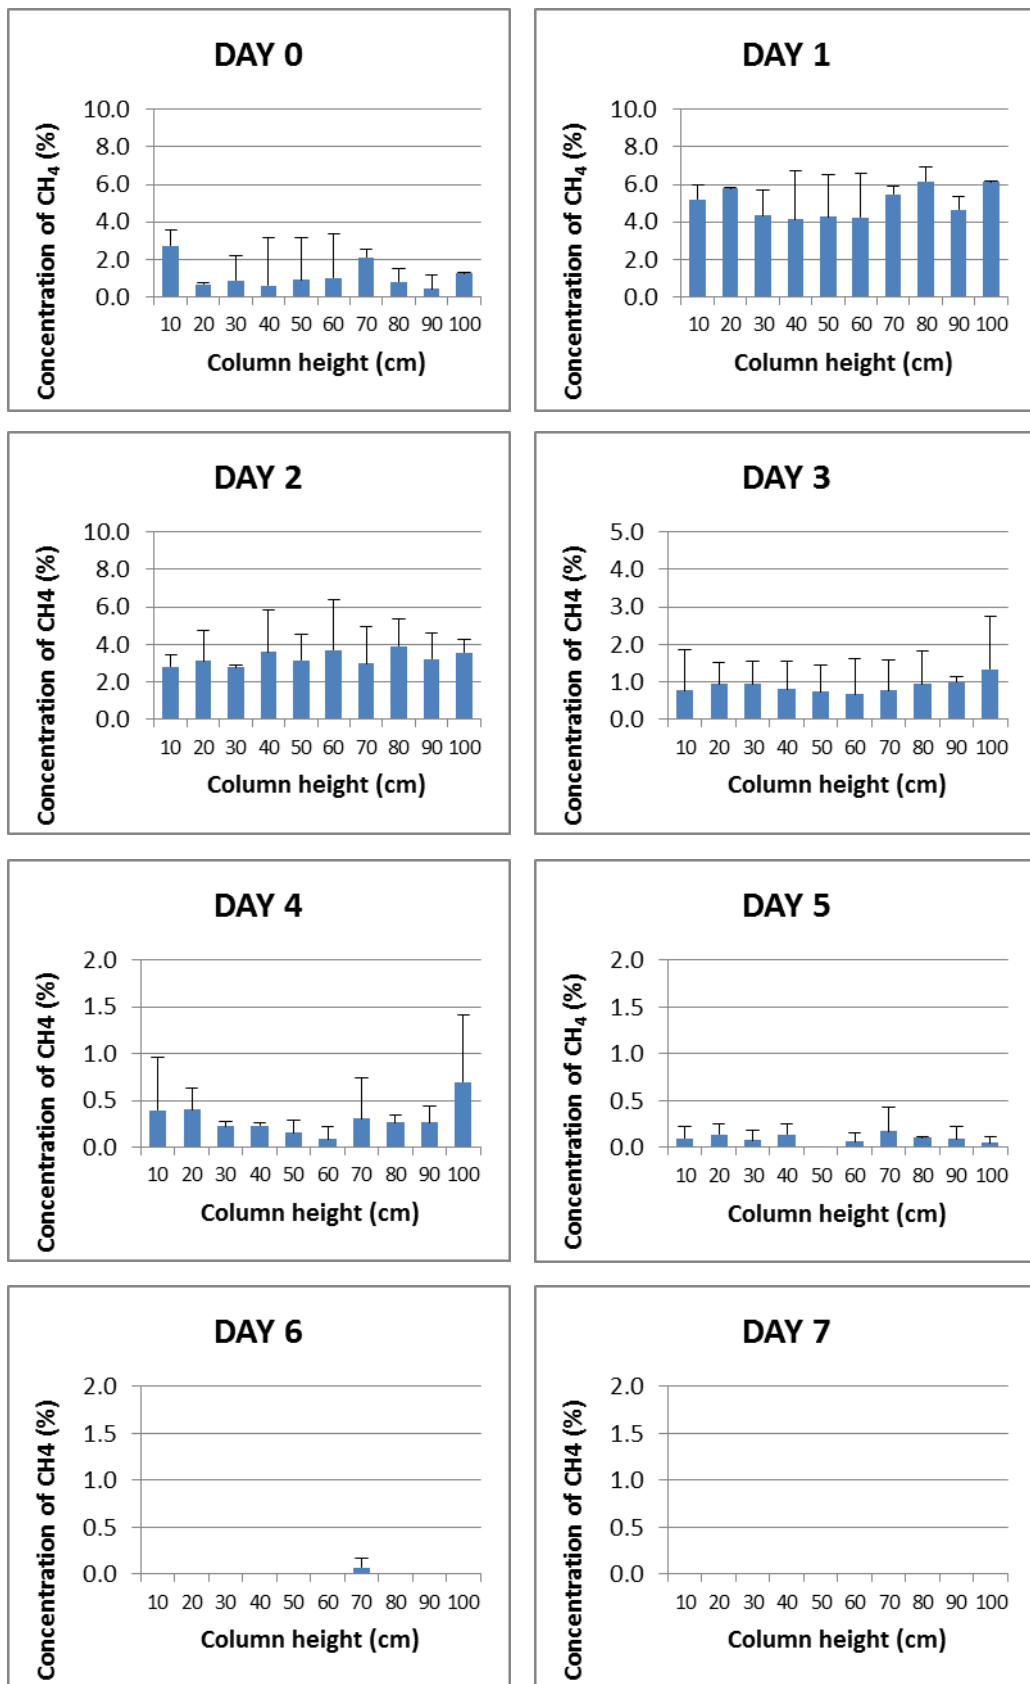 DAY 0
Concentration of CH₄ (%)
10.0
8.0
6.0
4.0
2.0
0.0
10 20 30 40 50 60 70 80 90 100
Column height (cm)
DAY 1
Concentration of CH₄ (%)
10.0
8.0
6.0
4.0
2.0
0.0
10 20 30 40 50 60 70 80 90 100
Column height (cm)
DAY 2
Concentration of CH4 (%)
10.0
8.0
6.0
4.0
2.0
0.0
10 20 30 40 50 60 70 80 90 100
Column height (cm)
DAY 3
Concentration of CH4 (%)
5.0
4.0
3.0
2.0
1.0
0.0
10 20 30 40 50 60 70 80 90 100
Column height (cm)
DAY 4
Concentration of CH4 (%)
2.0
1.5
1.0
0.5
0.0
10 20 30 40 50 60 70 80 90 100
Column height (cm)
DAY 5
Concentration of CH₄ (%)
2.0
1.5
1.0
0.5
0.0
10 20 30 40 50 60 70 80 90 100
Column height (cm)
DAY 6
Concentration of CH4 (%)
2.0
1.5
1.0
0.5
0.0
10 20 30 40 50 60 70 80 90 100
Column height (cm)
DAY 7
Concentration of CH4 (%)
2.0
1.5
1.0
0.5
0.0
10 20 30 40 50 60 70 80 90 100
Column height (cm)